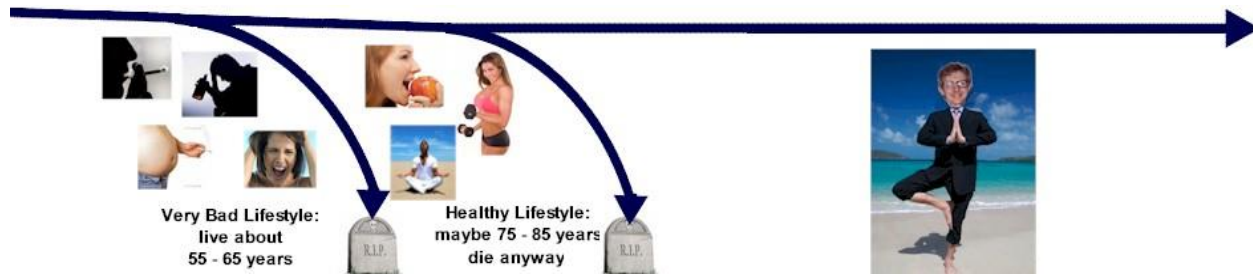 Very Bad Lifestyle:
live about
55 - 65 years
R.I.P.
Healthy Lifestyle:
maybe 75 - 85 years
die anyway
R.I.P.